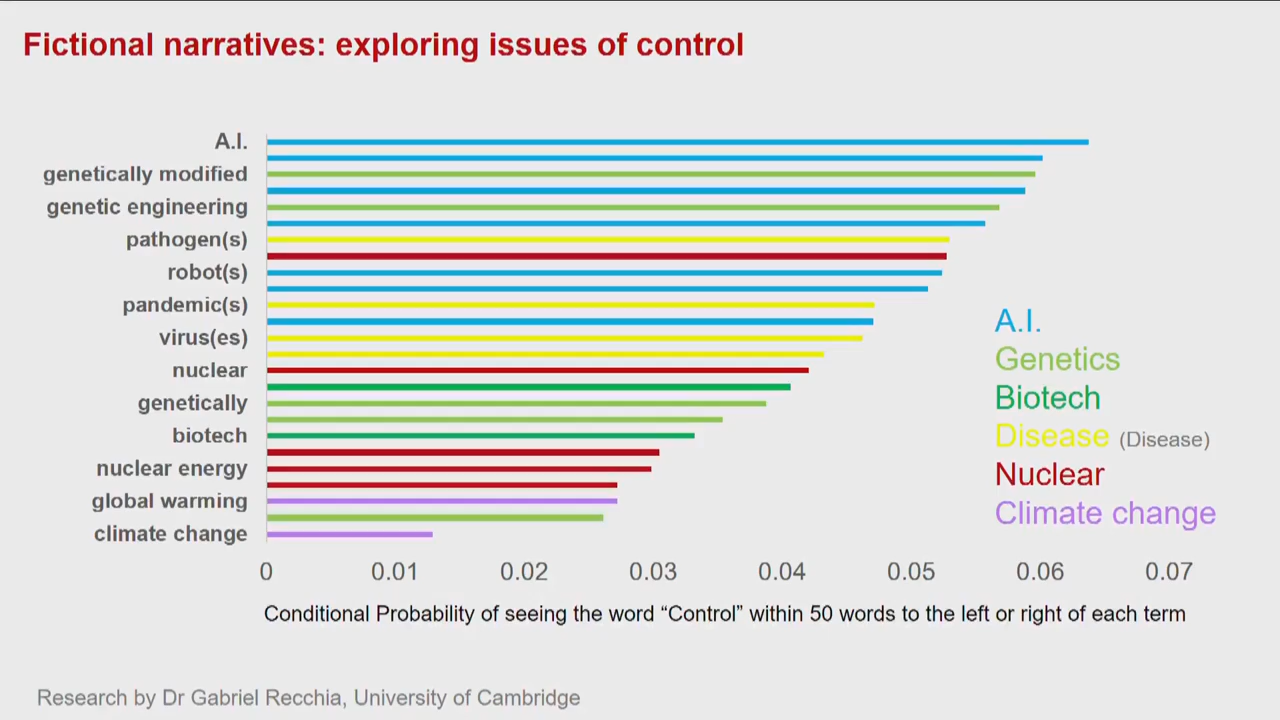 Fictional narratives: exploring issues of control
A.I.
genetically modified
genetic engineering
pathogen(s)
robot(s)
pandemic(s)
virus(es)
nuclear
genetically
biotech
nuclear energy
global warming
climate change
A.I.
Genetics
Biotech
Disease (Disease)
Nuclear
Climate change
0 0.01 0.02 0.03 0.04 0.05 0.06 0.07
Conditional Probability of seeing the word “Control” within 50 words to the left or right of each term
Research by Dr Gabriel Recchia, University of Cambridge